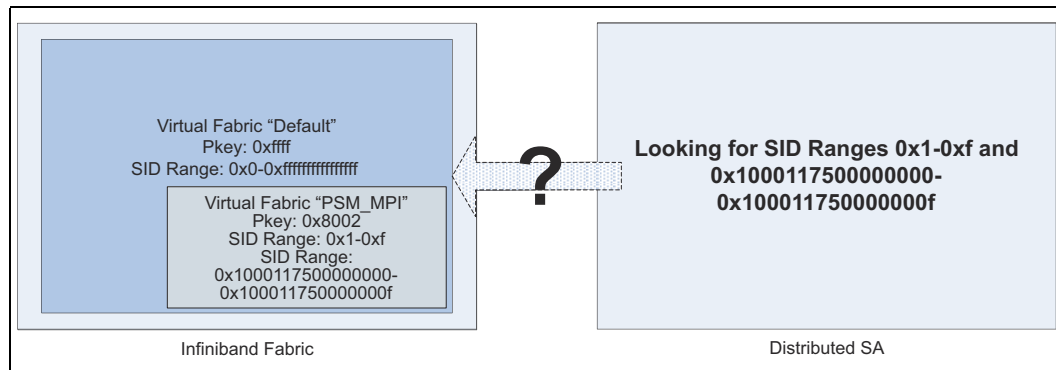 Virtual Fabric “Default”
Pkey: 0xffff
SID Range: 0x0-0xffffffffffffffff
Virtual Fabric “PSM_MPI”
Pkey: 0x8002
SID Range: 0x1-0xf
SID Range:
0x1000117500000000-
0x100011750000000f
Infiniband Fabric
?
Looking for SID Ranges 0x1-0xf and
0x1000117500000000-
0x100011750000000f
Distributed SA